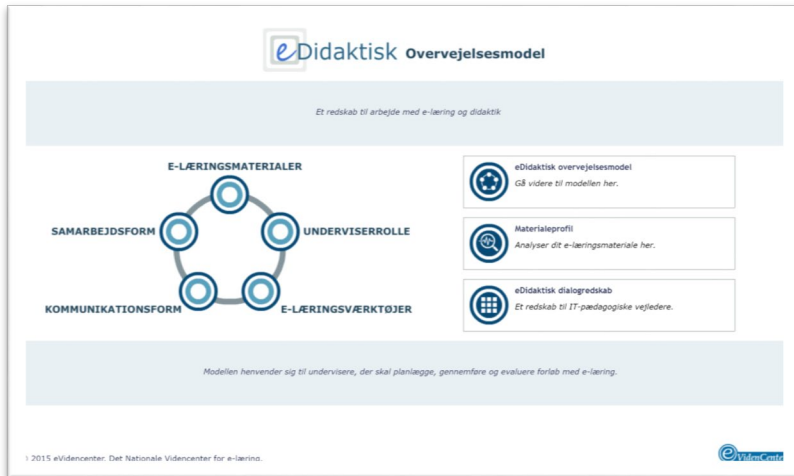 eDidaktisk Overvejelsesmodel
Et redskab til arbejde med e-læring og didaktik
E-LÆRINGSMATERIALER
SAMARBEJDSFORM
UNDERVISERROLLE
KOMMUNIKATIONSFORM
E-LÆRINGSVÆRKTØJER
eDidaktisk overvejelsesmodel
Gå videre til modellen her.
Materialeprofil
Analyser dit e-læringsmateriale her.
eDidaktisk dialogredskab
Et redskab til IT-pædagogiske vejledere.
Modellen henvender sig til undervisere, der skal planlægge, gennemføre og evaluere forløb med e-læring.
2015 eVidencenter. Det Nationale Videncenter for e-læring.
eVidenCente